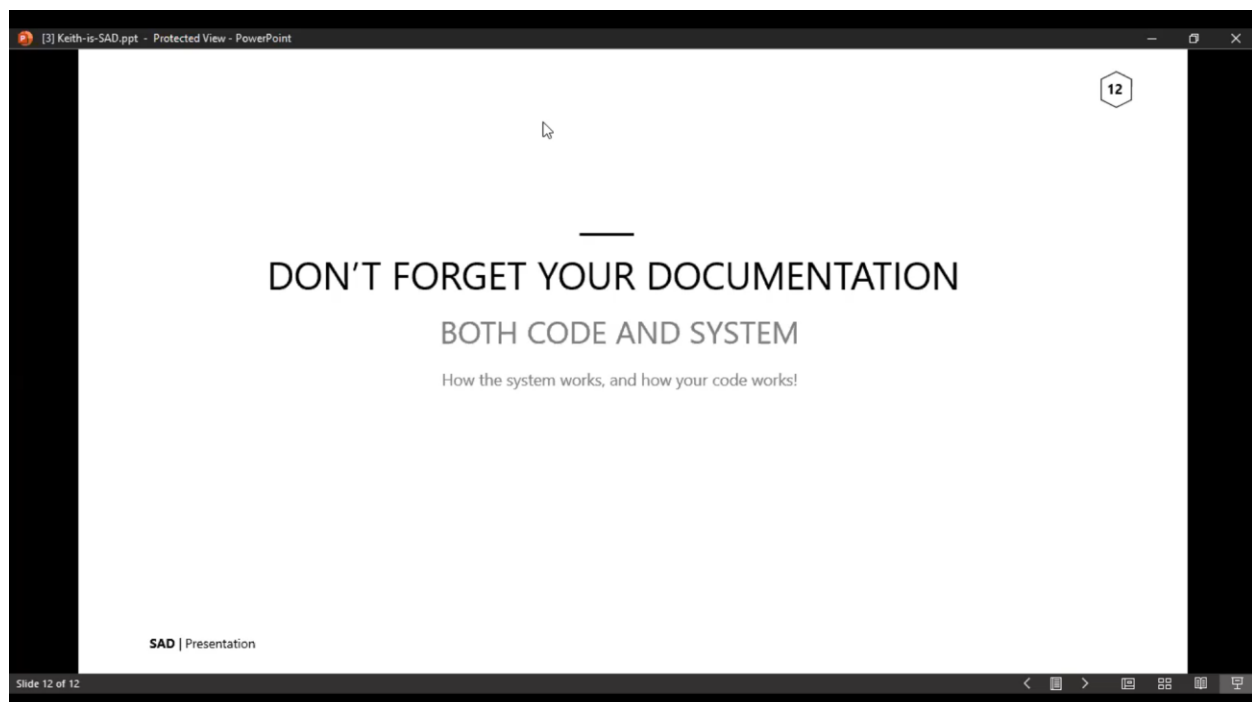 [3] Keith-is-SAD.ppt - Protected View - PowerPoint
12
DON’T FORGET YOUR DOCUMENTATION
BOTH CODE AND SYSTEM
How the system works, and how your code works!
SAD | Presentation
Slide 12 of 12